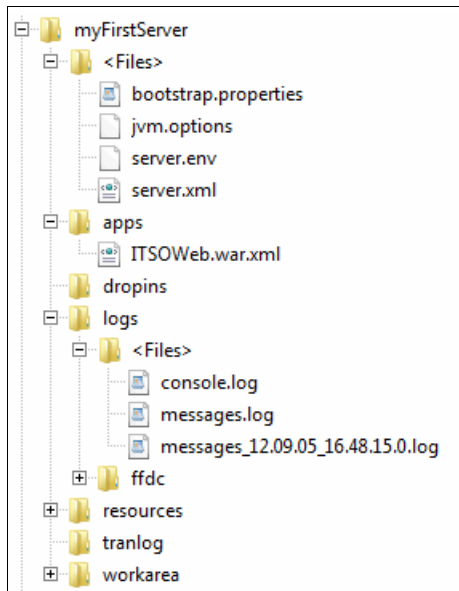 myFirstServer
<Files>
bootstrap.properties
jvm.options
server.env
server.xml
apps
ITSOWeb.war.xml
dropins
logs
<Files>
console.log
messages.log
messages_12.09.05_16.48.15.0.log
ffdc
resources
tranlog
workarea